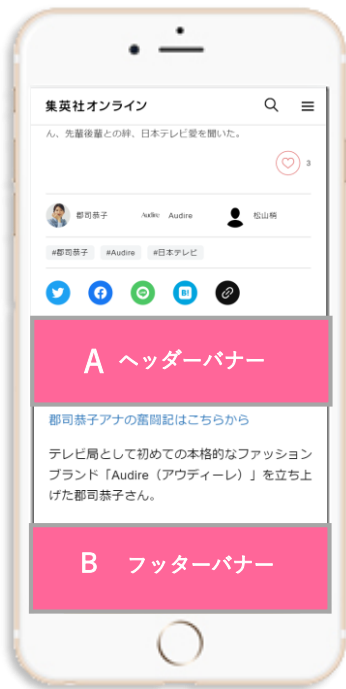 集英社オンライン
ん、先輩後輩との絆、日本テレビ愛を聞いた。
3
郡司恭子 Audire Audire 松山梢
#郡司恭子 #Audire #日本テレビ
B!
A ヘッダーバナー
郡司恭子アナの奮闘記はこちらから
テレビ局として初めての本格的なファッション
ブランド「Audire（アウディーレ）」を立ち上
げた郡司恭子さん。
B フッターバナー